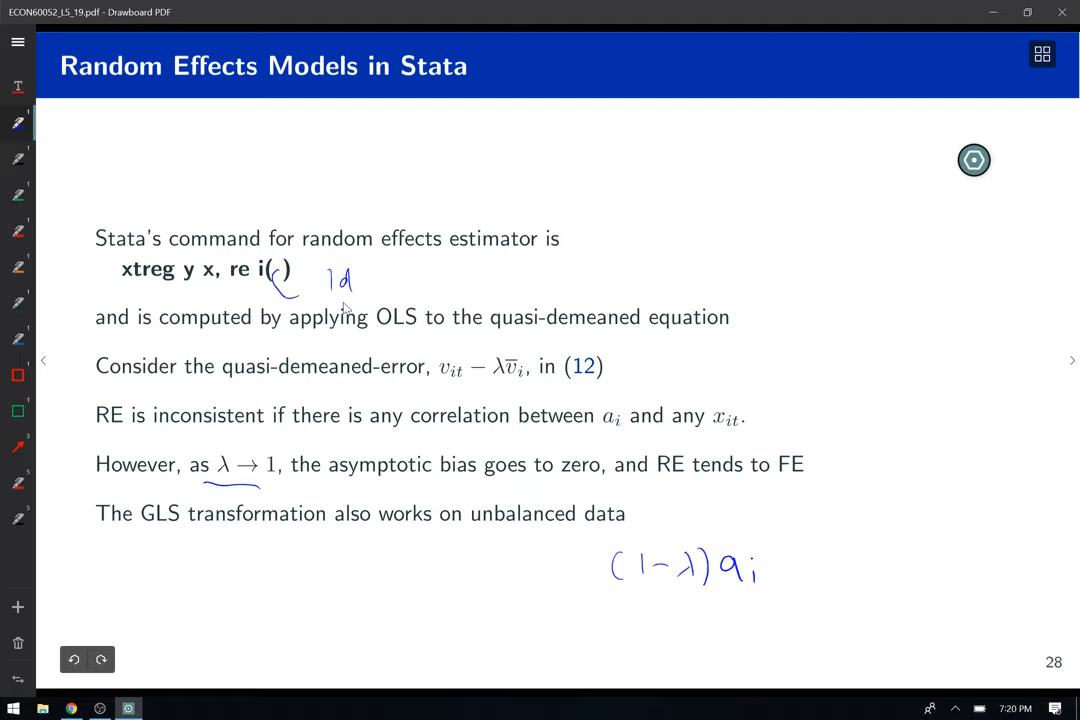 ECON60052_L5_19.pdf - Drawboard PDF
Random Effects Models in Stata
Stata's command for random effects estimator is
xtreg y x, re i( )
id
and is computed by applying OLS to the quasi-demeaned equation
Consider the quasi-demeaned-error, v_{it} − λv̅_i, in (12)
RE is inconsistent if there is any correlation between a_i and any x_{it}.
However, as λ → 1, the asymptotic bias goes to zero, and RE tends to FE
The GLS transformation also works on unbalanced data
(1−λ)a_i
28
7:20 PM